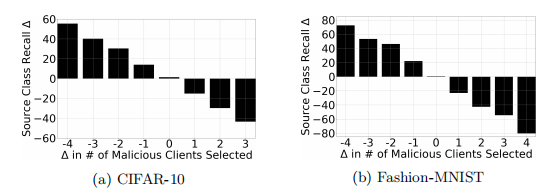 Source Class Recall Δ
60
40
20
0
−20
−40
−60
-4 -3 -2 -1 0 1 2 3
Δ in # of Malicious Clients Selected
(a) CIFAR-10
Source Class Recall Δ
80
60
40
20
0
−20
−40
−60
−80
-4 -3 -2 -1 0 1 2 3 4
Δ in # of Malicious Clients Selected
(b) Fashion-MNIST